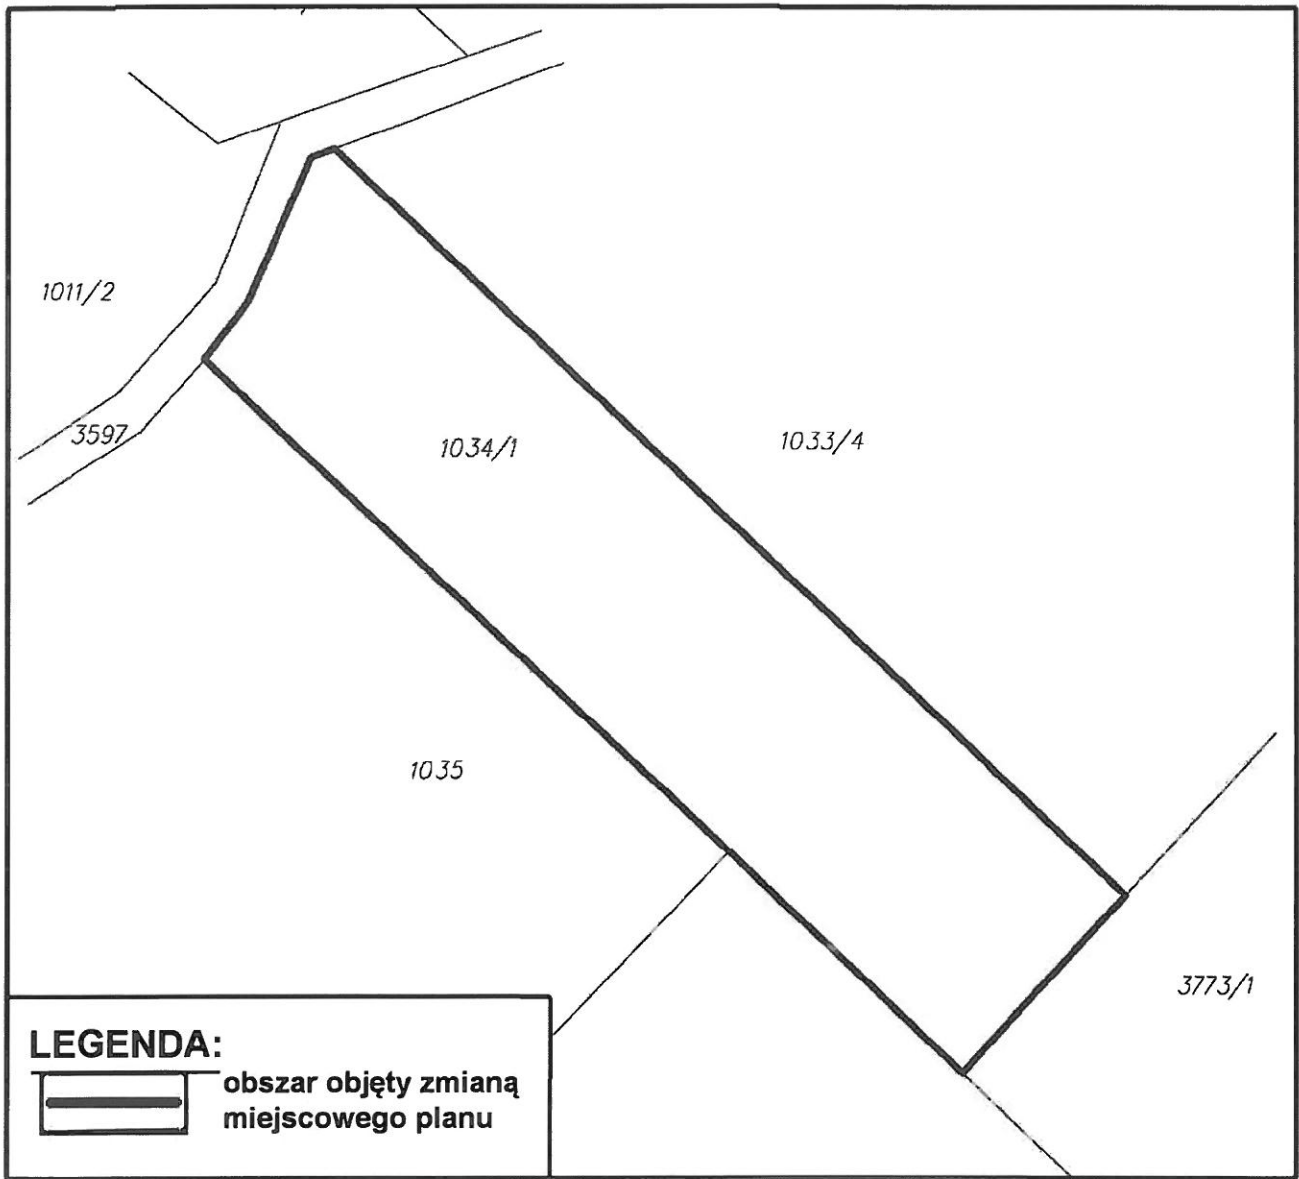 1011/2
3597
1034/1
1033/4
1035
3773/1
LEGENDA:
obszar objęty zmianą
miejscowego planu